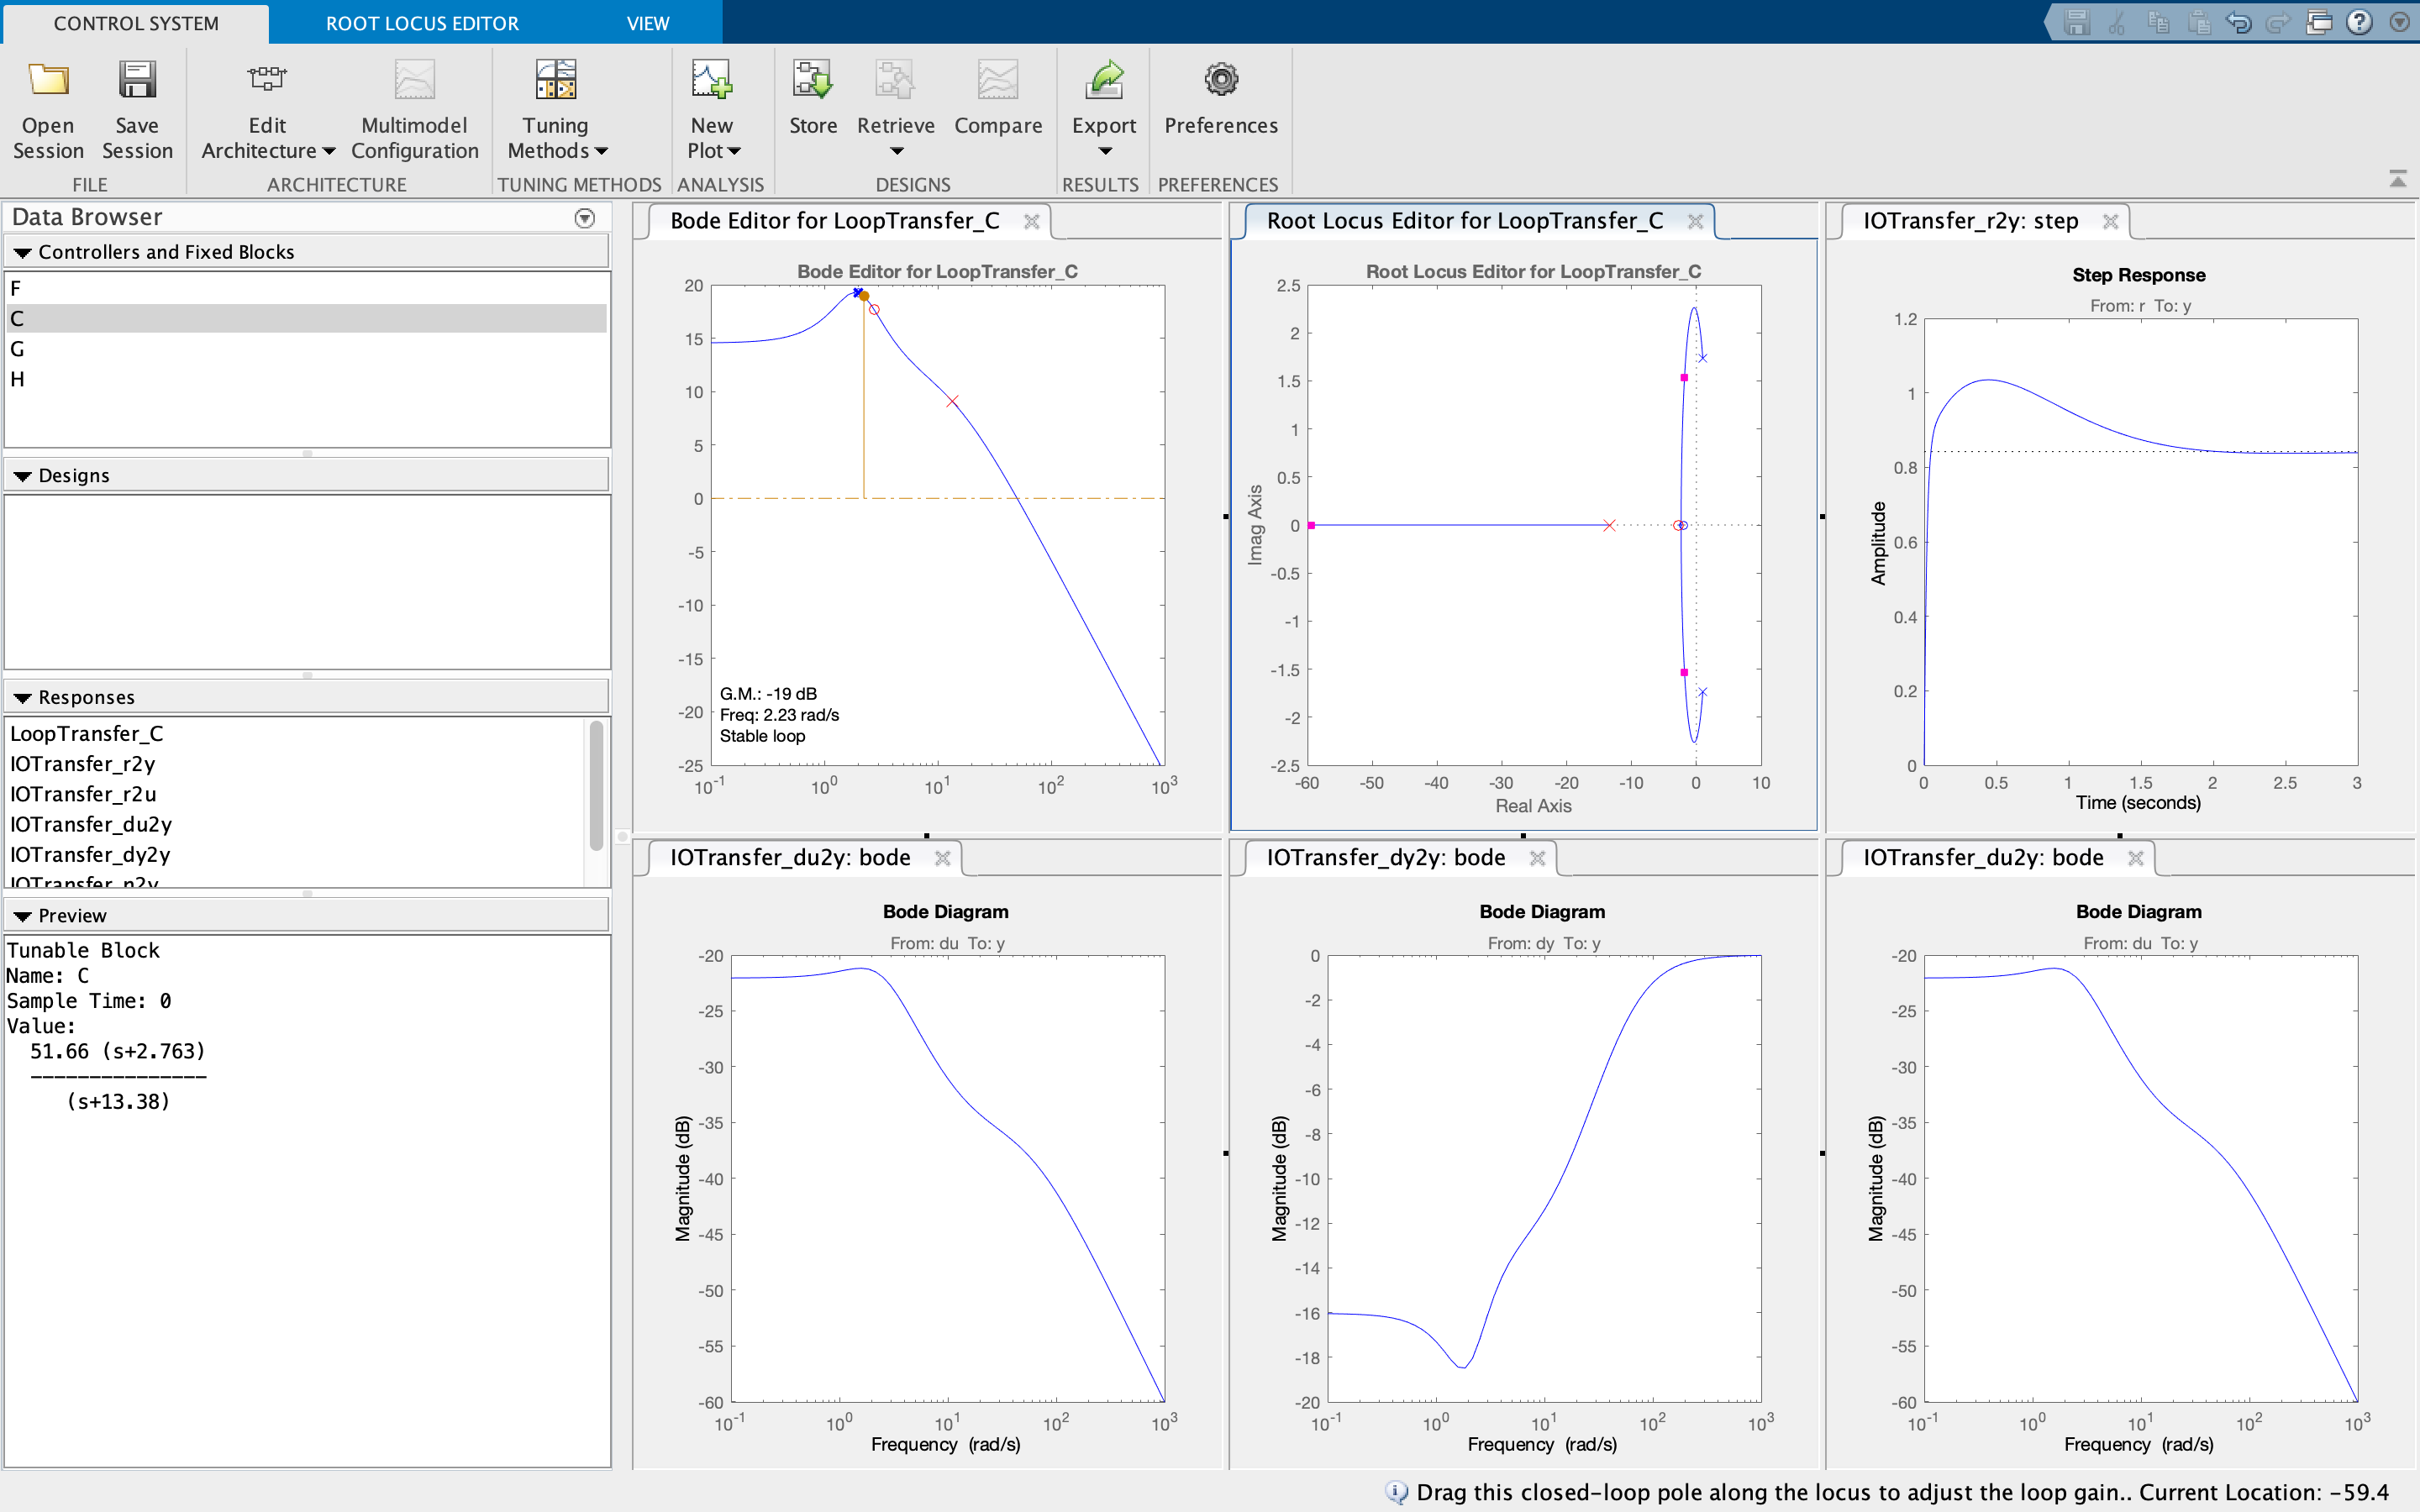 CONTROL SYSTEM
ROOT LOCUS EDITOR
VIEW
Open Session
Save Session
Edit Architecture
Multimodel Configuration
Tuning Methods
New Plot
Store
Retrieve
Compare
Export
Preferences
FILE
ARCHITECTURE
TUNING METHODS
ANALYSIS
DESIGNS
RESULTS
PREFERENCES
Data Browser
Controllers and Fixed Blocks
F
C
G
H
Designs
Responses
LoopTransfer_C
IOTransfer_r2y
IOTransfer_r2u
IOTransfer_du2y
IOTransfer_dy2y
IOTransfer_n2y
Preview
Tunable Block
Name: C
Sample Time: 0
Value:
51.66 (s+2.763)
---------------
(s+13.38)
Bode Editor for LoopTransfer_C
Bode Editor for LoopTransfer_C
20
15
10
5
0
-5
-10
-15
-20
-25
G.M.: -19 dB
Freq: 2.23 rad/s
Stable loop
10^-1 10^0 10^1 10^2 10^3
Root Locus Editor for LoopTransfer_C
Root Locus Editor for LoopTransfer_C
Imag Axis
2.5
2
1.5
1
0.5
0
-0.5
-1
-1.5
-2
-2.5
-60 -50 -40 -30 -20 -10 0 10
Real Axis
IOTransfer_r2y: step
Step Response
From: r To: y
Amplitude
1.2
1
0.8
0.6
0.4
0.2
0
0 0.5 1 1.5 2 2.5 3
Time (seconds)
IOTransfer_du2y: bode
Bode Diagram
From: du To: y
Magnitude (dB)
-20
-25
-30
-35
-40
-45
-50
-55
-60
10^-1 10^0 10^1 10^2 10^3
Frequency (rad/s)
IOTransfer_dy2y: bode
Bode Diagram
From: dy To: y
Magnitude (dB)
0
-2
-4
-6
-8
-10
-12
-14
-16
-18
-20
10^-1 10^0 10^1 10^2 10^3
Frequency (rad/s)
IOTransfer_du2y: bode
Bode Diagram
From: du To: y
Magnitude (dB)
-20
-25
-30
-35
-40
-45
-50
-55
-60
10^-1 10^0 10^1 10^2 10^3
Frequency (rad/s)
Drag this closed-loop pole along the locus to adjust the loop gain.. Current Location: -59.4